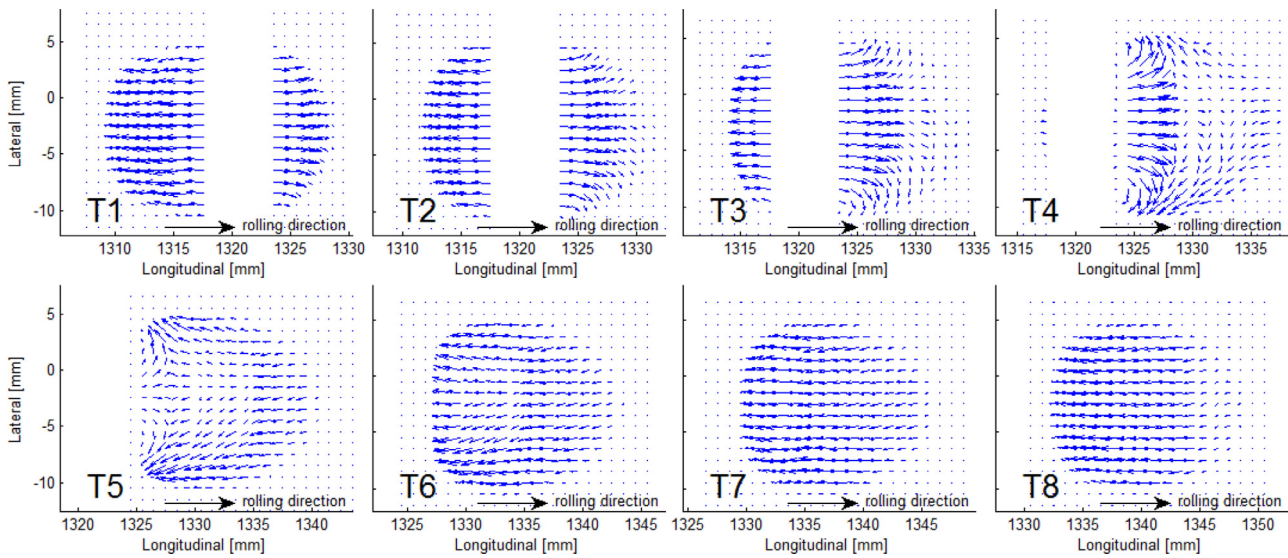 5
0
-5
-10
Lateral [mm]
T1
rolling direction
1310 1315 1320 1325 1330
Longitudinal [mm]
T2
rolling direction
1310 1315 1320 1325 1330
Longitudinal [mm]
T3
rolling direction
1315 1320 1325 1330 1335
Longitudinal [mm]
T4
rolling direction
1315 1320 1325 1330 1335
Longitudinal [mm]
5
0
-5
-10
Lateral [mm]
T5
rolling direction
1320 1325 1330 1335 1340
Longitudinal [mm]
T6
rolling direction
1325 1330 1335 1340 1345
Longitudinal [mm]
T7
rolling direction
1325 1330 1335 1340 1345
Longitudinal [mm]
T8
rolling direction
1330 1335 1340 1345 1350
Longitudinal [mm]